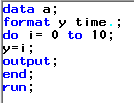 data a;
format y time.;
do i= 0 to 10;
y=i;
output;
end;
run;